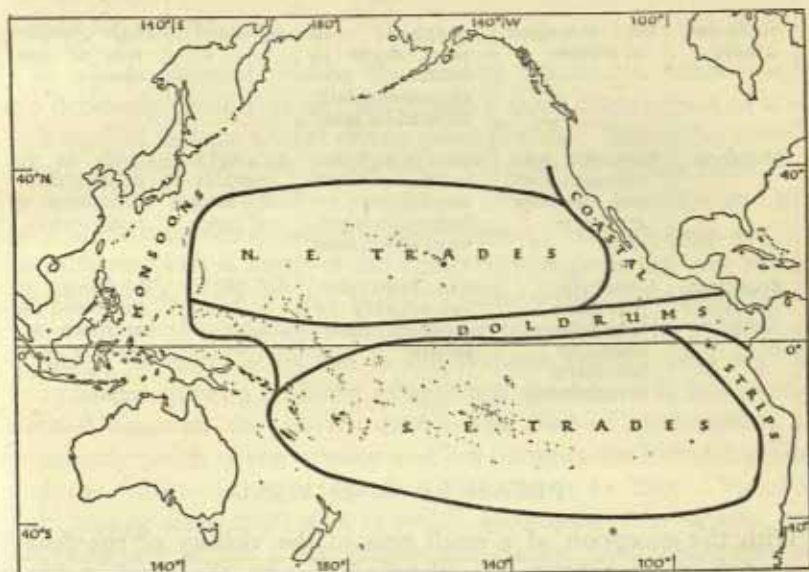 140°E 180° 140°W 100°
40°N 40°
MONSOONS
COASTAL
N. E. TRADES
DOLDRUMS
0° 0°
STRIPS
S. E. TRADES
40°S 40°
140° 180° 140° 100°